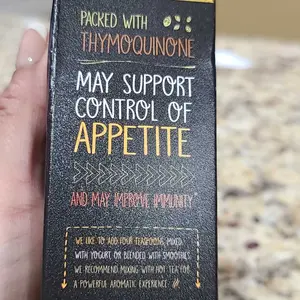 PACKED WITH
THYMOQUINONE
MAY SUPPORT
CONTROL OF
APPETITE
AND MAY IMPROVE IMMUNITY
WE LIKE TO ADD FOUR TEASPOONS MIXED
WITH YOGURT OR BLENDED WITH SMOOTHIES.
WE RECOMMEND MIXING WITH HOT TEA FOR
A POWERFUL AROMATIC EXPERIENCE